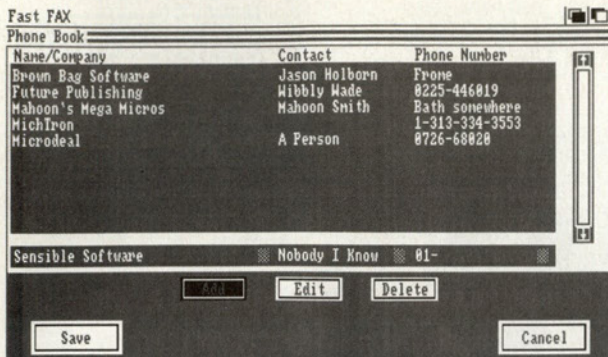 Fast FAX
Phone Book
Name/Company Contact Phone Number
Brown Bag Software Jason Holborn Frome
Future Publishing Wibbly Wade 0225-446019
Mahoon's Mega Micros Mahoon Smith Bath somewhere
MichTron 1-313-334-3553
Microdeal A Person 0726-68020
Sensible Software Nobody I Know 01-
Add Edit Delete
Save Cancel